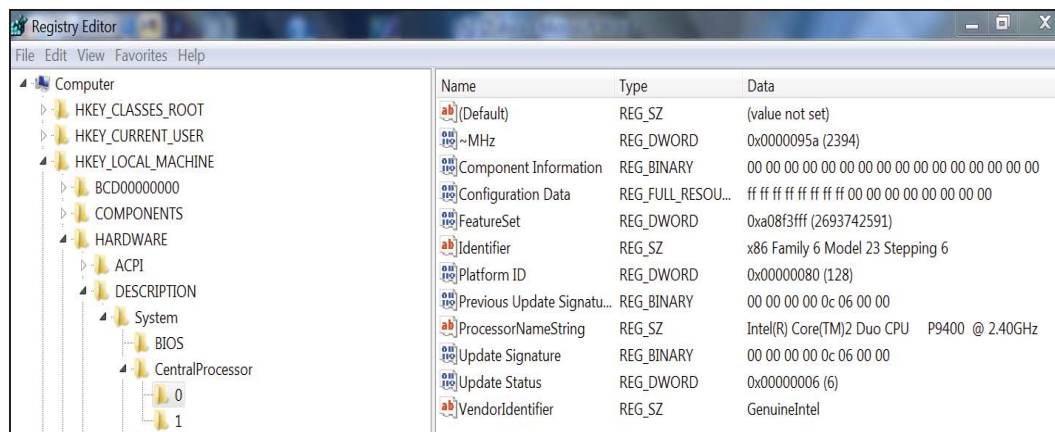 Registry Editor
File Edit View Favorites Help
Computer
HKEY_CLASSES_ROOT
HKEY_CURRENT_USER
HKEY_LOCAL_MACHINE
BCD00000000
COMPONENTS
HARDWARE
ACPI
DESCRIPTION
System
BIOS
CentralProcessor
0
1
Name Type Data
(Default) REG_SZ (value not set)
~MHz REG_DWORD 0x0000095a (2394)
Component Information REG_BINARY 00 00 00 00 00 00 00 00 00 00 00 00 00 00 00 00
Configuration Data REG_FULL_RESOU... ff ff ff ff ff ff ff ff 00 00 00 00 00 00 00 00
FeatureSet REG_DWORD 0xa08f3fff (2693742591)
Identifier REG_SZ x86 Family 6 Model 23 Stepping 6
Platform ID REG_DWORD 0x00000080 (128)
Previous Update Signatu... REG_BINARY 00 00 00 00 0c 06 00 00
ProcessorNameString REG_SZ Intel(R) Core(TM)2 Duo CPU P9400 @ 2.40GHz
Update Signature REG_BINARY 00 00 00 00 0c 06 00 00
Update Status REG_DWORD 0x00000006 (6)
VendorIdentifier REG_SZ GenuineIntel